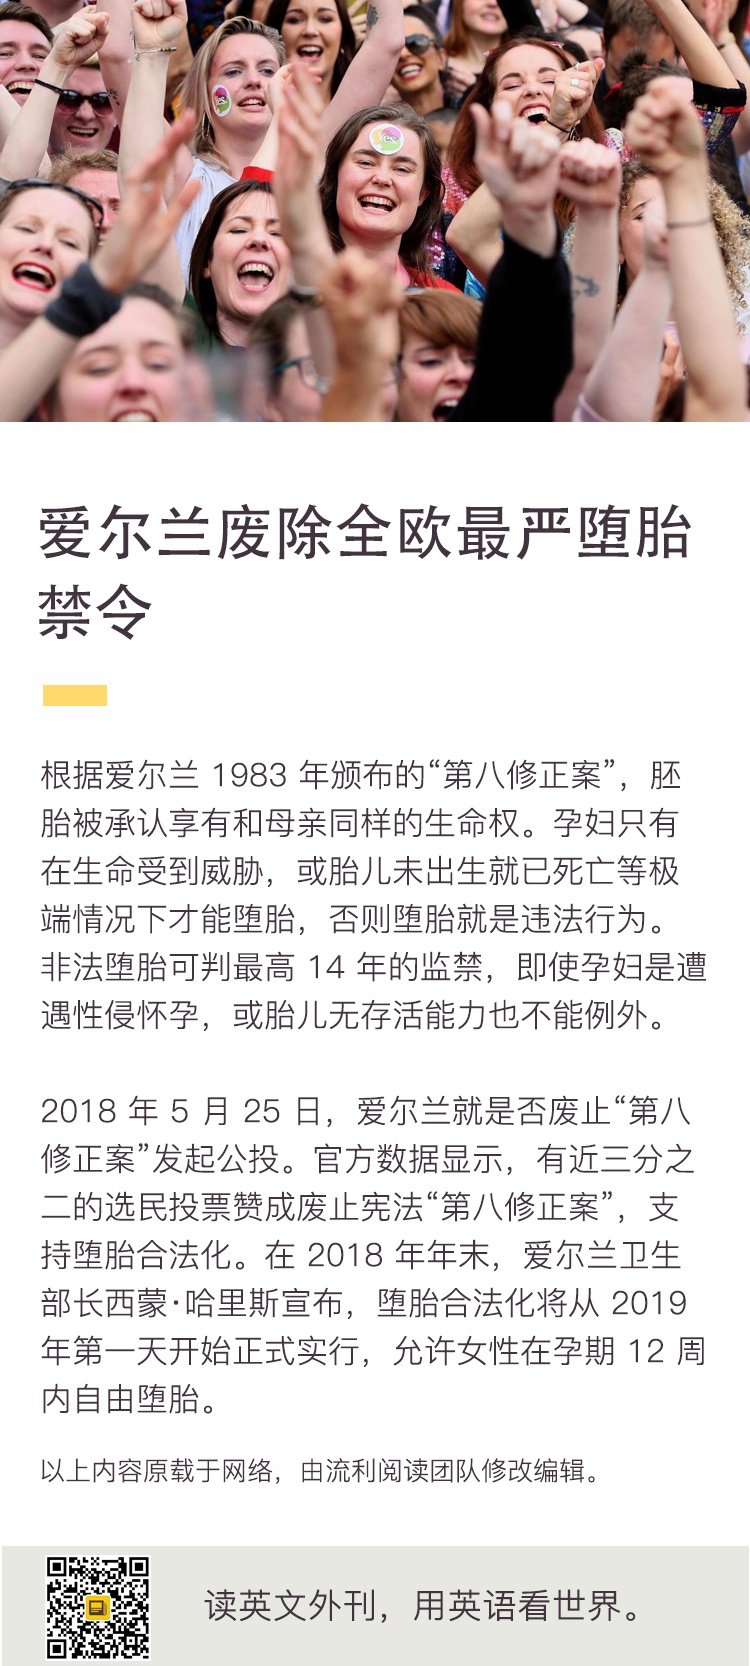 Yes
爱尔兰废除全欧最严堕胎
禁令
根据爱尔兰 1983 年颁布的“第八修正案”，胚
胎被承认享有和母亲同样的生命权。孕妇只有
在生命受到威胁，或胎儿未出生就已死亡等极
端情况下才能堕胎，否则堕胎就是违法行为。
非法堕胎可判最高 14 年的监禁，即使孕妇是遭
遇性侵怀孕，或胎儿无存活能力也不能例外。
2018 年 5 月 25 日，爱尔兰就是否废止“第八
修正案”发起公投。官方数据显示，有近三分之
二的选民投票赞成废止宪法“第八修正案”，支
持堕胎合法化。在 2018 年年末，爱尔兰卫生
部长西蒙·哈里斯宣布，堕胎合法化将从 2019
年第一天开始正式实行，允许女性在孕期 12 周
内自由堕胎。
以上内容原载于网络，由流利阅读团队修改编辑。
读英文外刊，用英语看世界。